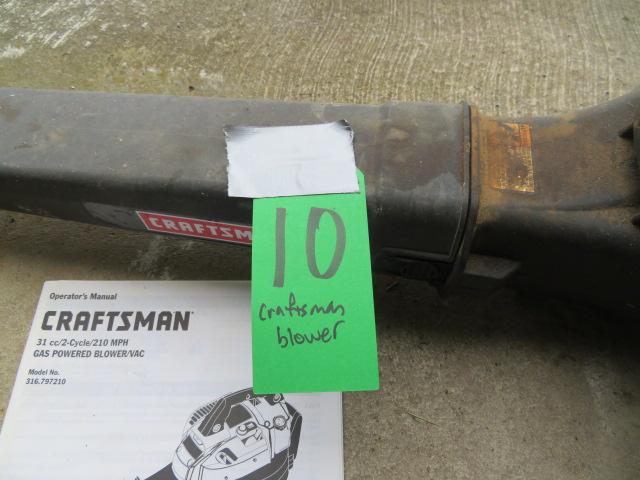 CRAFTSM
10
craftsman
blower
Operator's Manual
CRAFTSMAN®
31 cc/2-Cycle/210 MPH
GAS POWERED BLOWER/VAC
Model No.
316.797210